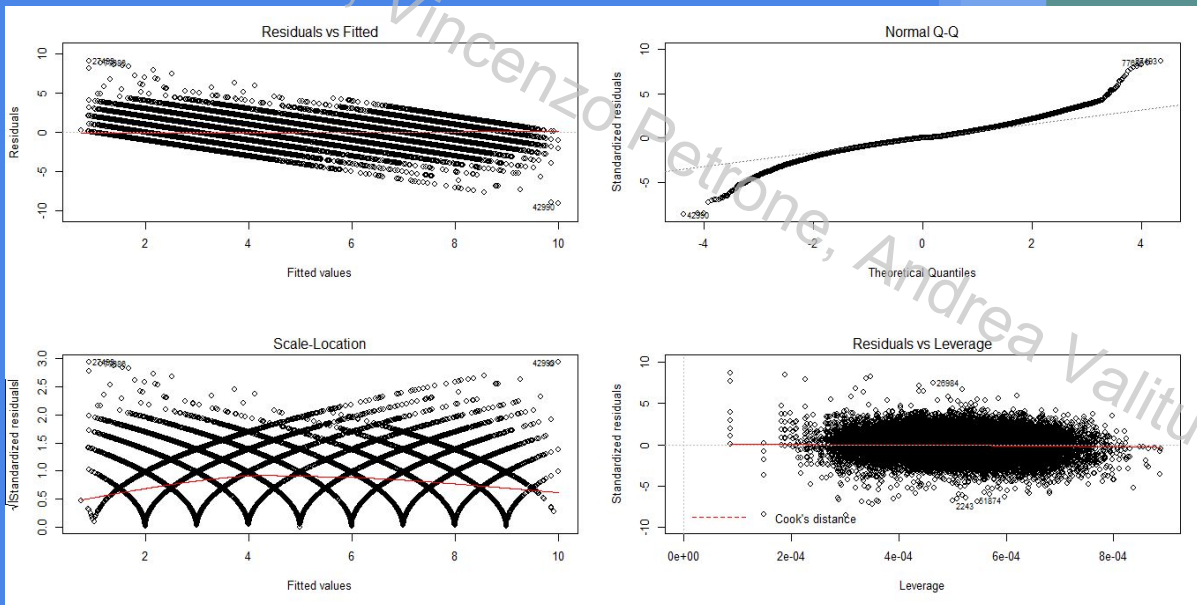 Vincenzo Petrone, Andrea Valitu
Residuals vs Fitted
10
5
0
-5
-10
Residuals
42990
2
4
6
8
10
Fitted values
Normal Q-Q
10
5
0
-5
Standardized residuals
42990
-4
-2
0
2
4
Theoretical Quantiles
Scale-Location
3.0
2.5
2.0
1.5
1.0
0.5
0.0
√|Standardized residuals|
42990
2
4
6
8
10
Fitted values
Residuals vs Leverage
10
5
0
-5
-10
Standardized residuals
26984
2243
51874
Cook's distance
0e+00
2e-04
4e-04
6e-04
8e-04
Leverage